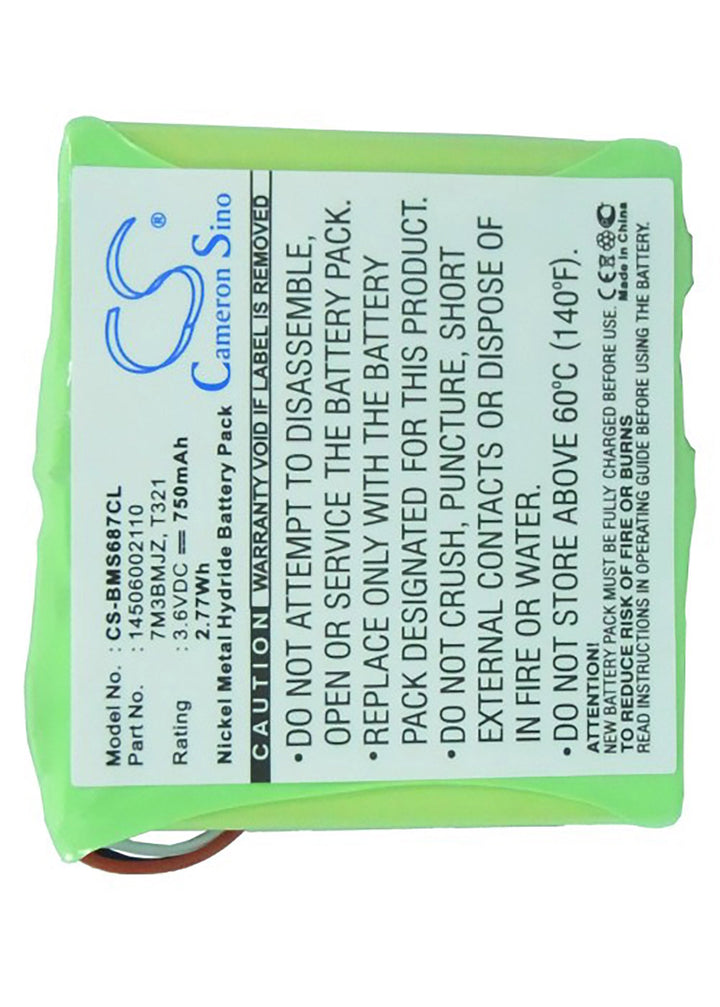 CS®
Cameron Sino
Model No. : CS-BMS687CL
Part No. : 14506002110
7M3BMJZ, T321
Rating : 3.6VDC ⎓ 750mAh
2.77Wh
Nickel Metal Hydride Battery Pack
CAUTION WARRANTY VOID IF LABEL IS REMOVED
•DO NOT ATTEMPT TO DISASSEMBLE,
OPEN OR SERVICE THE BATTERY PACK.
•REPLACE ONLY WITH THE BATTERY
PACK DESIGNATED FOR THIS PRODUCT.
•DO NOT CRUSH, PUNCTURE, SHORT
EXTERNAL CONTACTS OR DISPOSE OF
IN FIRE OR WATER.
•DO NOT EXPOSE ABOVE 60ºC (140ºF).
ATTENTION:
NEW BATTERY PACK MUST BE FULLY CHARGED BEFORE USE.
TO REDUCE RISK OF FIRE OR BURNS
READ INSTRUCTIONS IN YOUR OPERATING GUIDE BEFORE USING THE BATTERY.
CE
Made In China